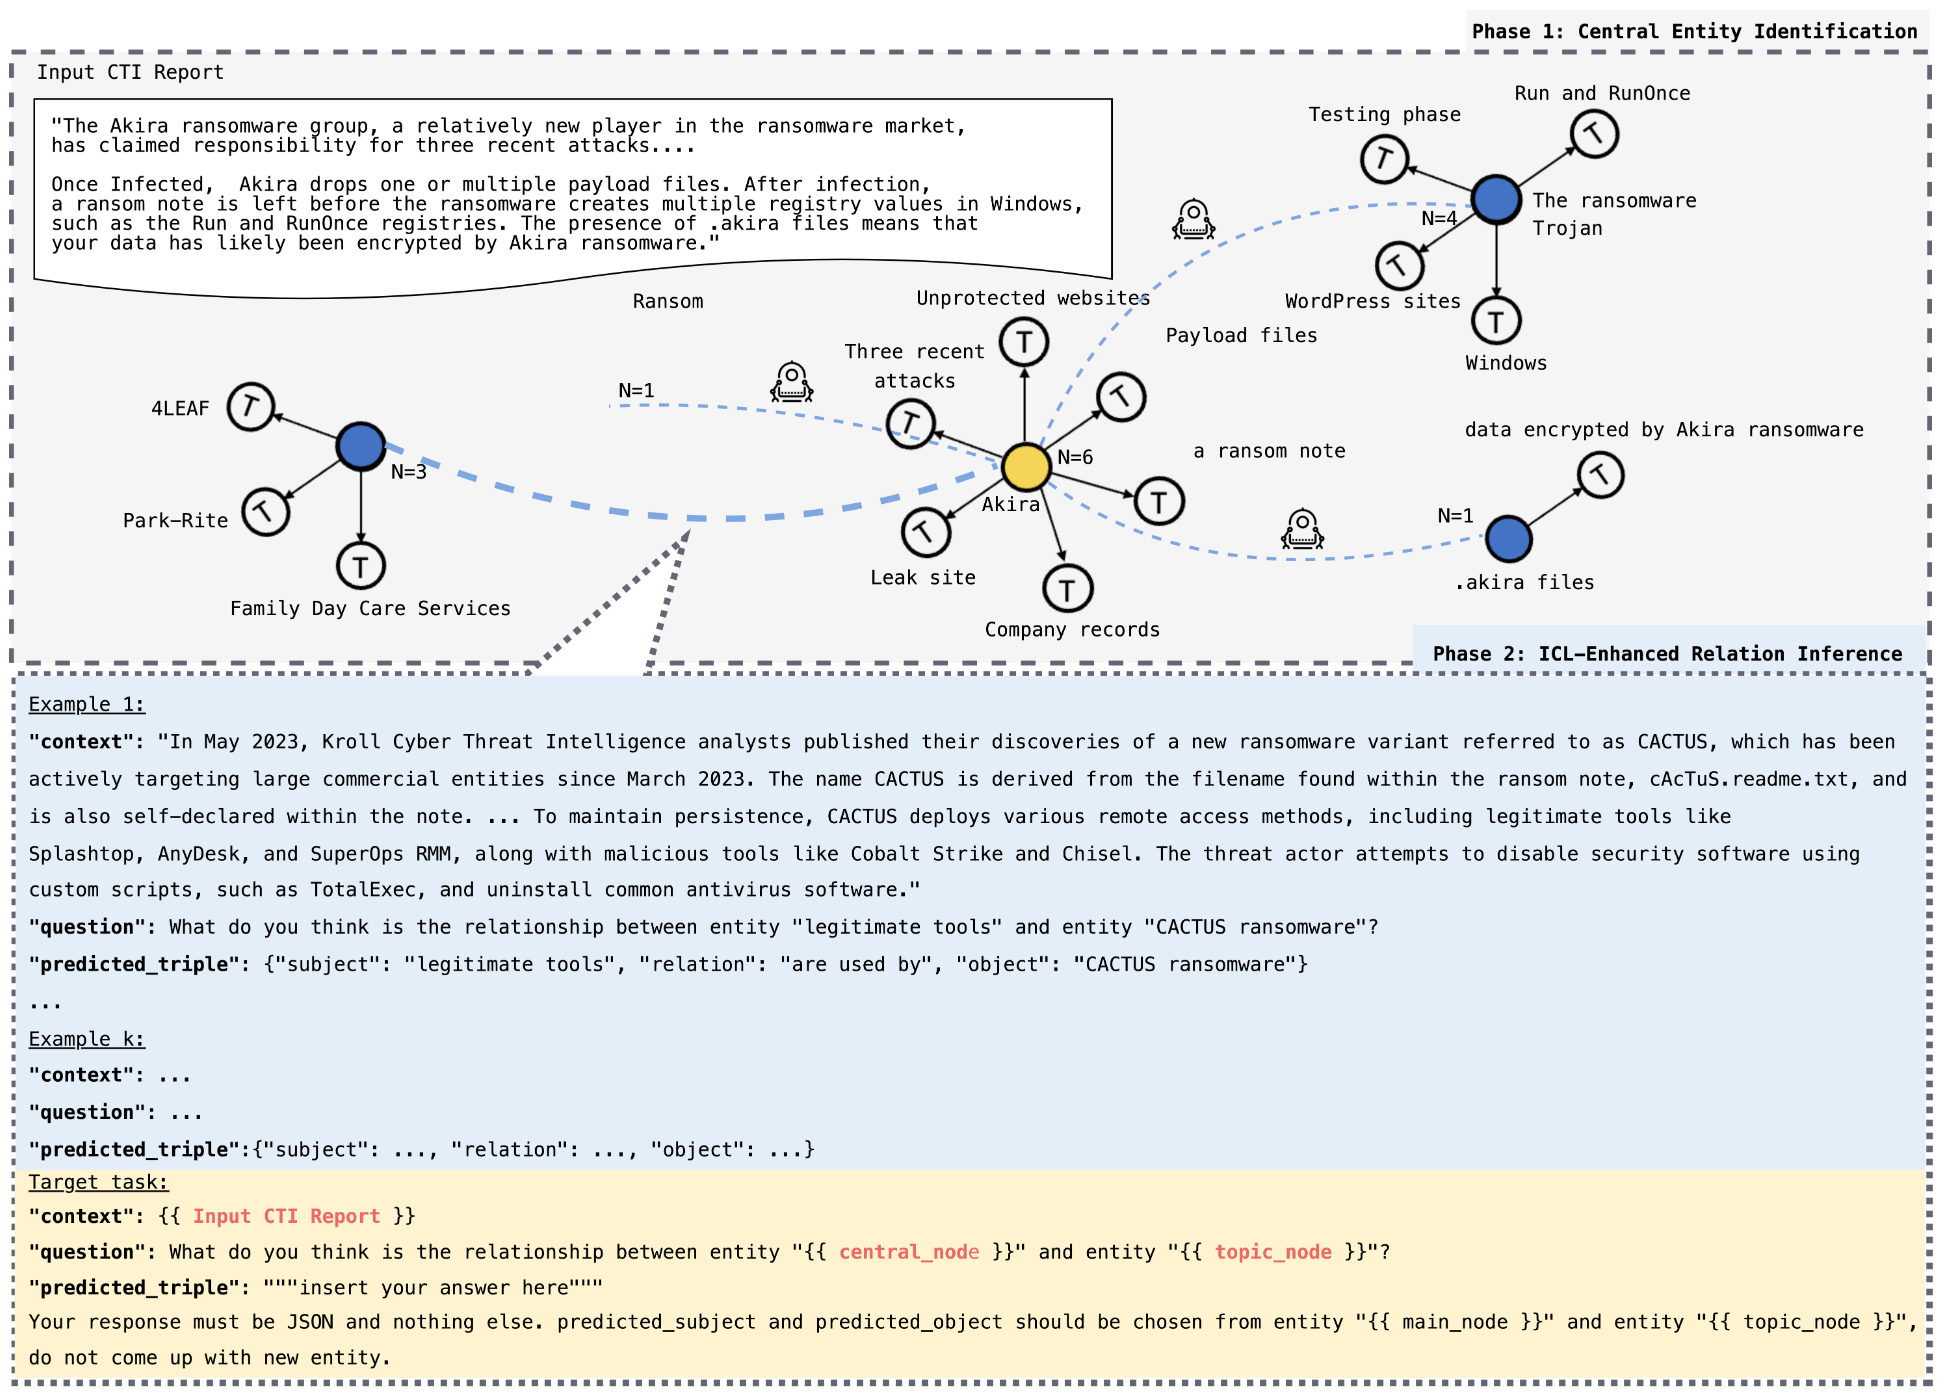 Phase 1: Central Entity Identification
Input CTI Report
"The Akira ransomware group, a relatively new player in the ransomware market,
has claimed responsibility for three recent attacks....
Once Infected,  Akira drops one or multiple payload files. After infection,
a ransom note is left before the ransomware creates multiple registry values in Windows,
such as the Run and RunOnce registries. The presence of .akira files means that
your data has likely been encrypted by Akira ransomware."
Run and RunOnce
Testing phase
T
T
The ransomware
Trojan
N=4
T
WordPress sites
T
Windows
Ransom
N=1
Unprotected websites
T
Three recent
attacks
T
T
Payload files
4LEAF
T
N=3
Park-Rite
T
T
Family Day Care Services
N=6
Akira
a ransom note
T
T
Leak site
T
Company records
data encrypted by Akira ransomware
T
N=1
.akira files
Phase 2: ICL-Enhanced Relation Inference
Example 1:
"context": "In May 2023, Kroll Cyber Threat Intelligence analysts published their discoveries of a new ransomware variant referred to as CACTUS, which has been
actively targeting large commercial entities since March 2023. The name CACTUS is derived from the filename found within the ransom note, cAcTuS.readme.txt, and
is also self-declared within the note. ... To maintain persistence, CACTUS deploys various remote access methods, including legitimate tools like
Splashtop, AnyDesk, and SuperOps RMM, along with malicious tools like Cobalt Strike and Chisel. The threat actor attempts to disable security software using
custom scripts, such as TotalExec, and uninstall common antivirus software."
"question": What do you think is the relationship between entity "legitimate tools" and entity "CACTUS ransomware"?
"predicted_triple": {"subject": "legitimate tools", "relation": "are used by", "object": "CACTUS ransomware"}
...
Example k:
"context": ...
"question": ...
"predicted_triple":{"subject": ..., "relation": ..., "object": ...}
Target task:
"context": {{ Input CTI Report }}
"question": What do you think is the relationship between entity "{{ central_node }}" and entity "{{ topic_node }}"?
"predicted_triple": """insert your answer here"""
Your response must be JSON and nothing else. predicted_subject and predicted_object should be chosen from entity "{{ main_node }}" and entity "{{ topic_node }}",
do not come up with new entity.